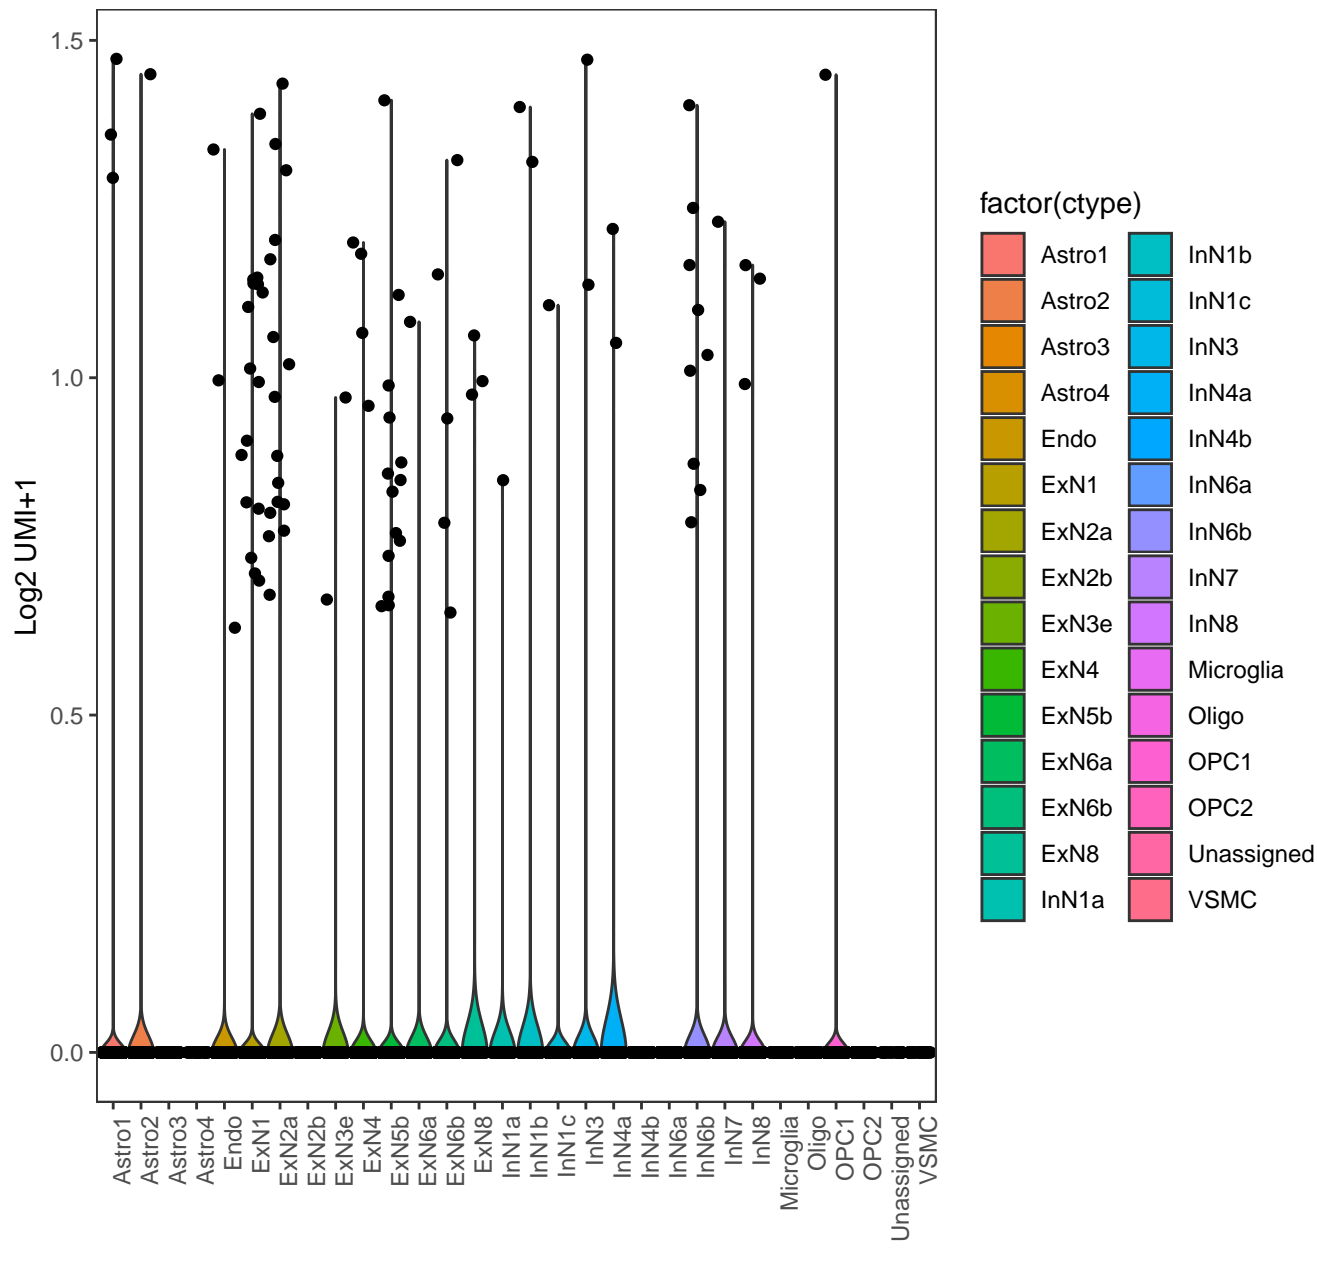 Log2 UMI+1
1.5
1.0
0.5
0.0
Astro1
Astro2
Astro3
Astro4
Endo
ExN1
ExN2a
ExN2b
ExN3e
ExN4
ExN5b
ExN6a
ExN6b
ExN8
InN1a
InN1b
InN1c
InN3
InN4a
InN4b
InN6a
InN6b
InN7
InN8
Microglia
Oligo
OPC1
OPC2
Unassigned
VSMC
factor(ctype)
Astro1
Astro2
Astro3
Astro4
Endo
ExN1
ExN2a
ExN2b
ExN3e
ExN4
ExN5b
ExN6a
ExN6b
ExN8
InN1a
InN1b
InN1c
InN3
InN4a
InN4b
InN6a
InN6b
InN7
InN8
Microglia
Oligo
OPC1
OPC2
Unassigned
VSMC